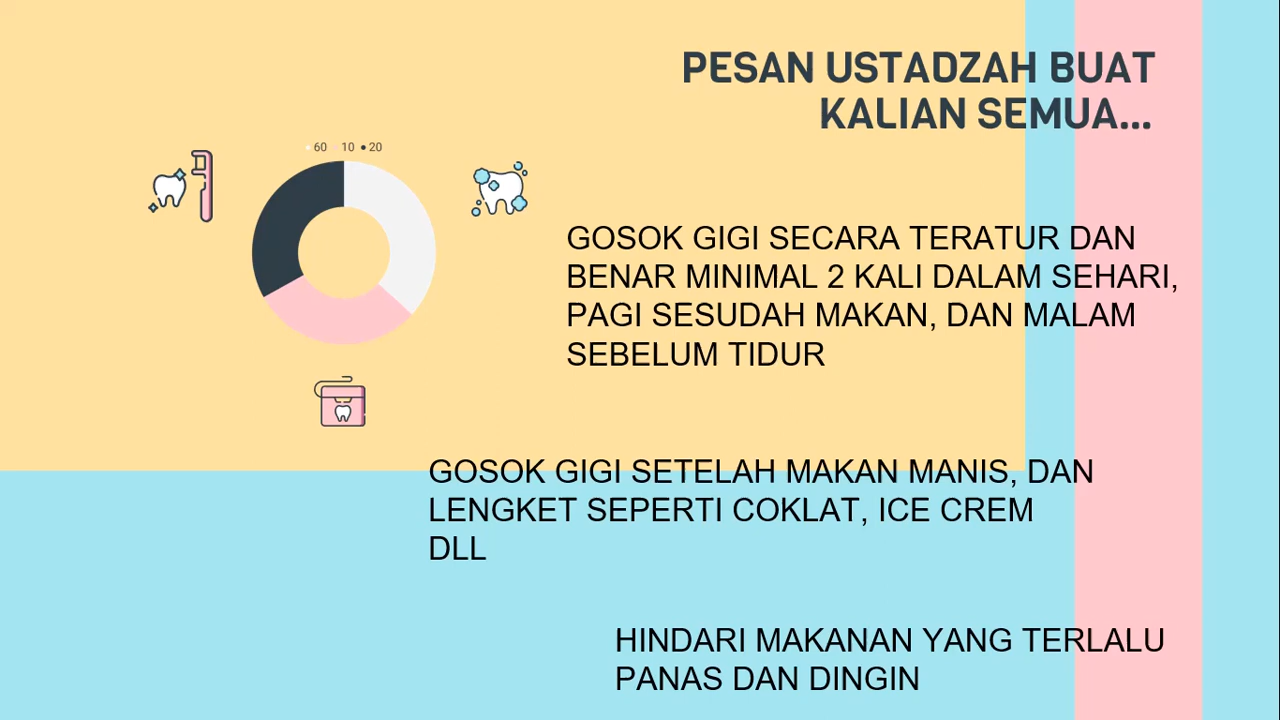 PESAN USTADZAH BUAT
KALIAN SEMUA...
60 10 20
GOSOK GIGI SECARA TERATUR DAN
BENAR MINIMAL 2 KALI DALAM SEHARI,
PAGI SESUDAH MAKAN, DAN MALAM
SEBELUM TIDUR
GOSOK GIGI SETELAH MAKAN MANIS, DAN
LENGKET SEPERTI COKLAT, ICE CREM
DLL
HINDARI MAKANAN YANG TERLALU
PANAS DAN DINGIN